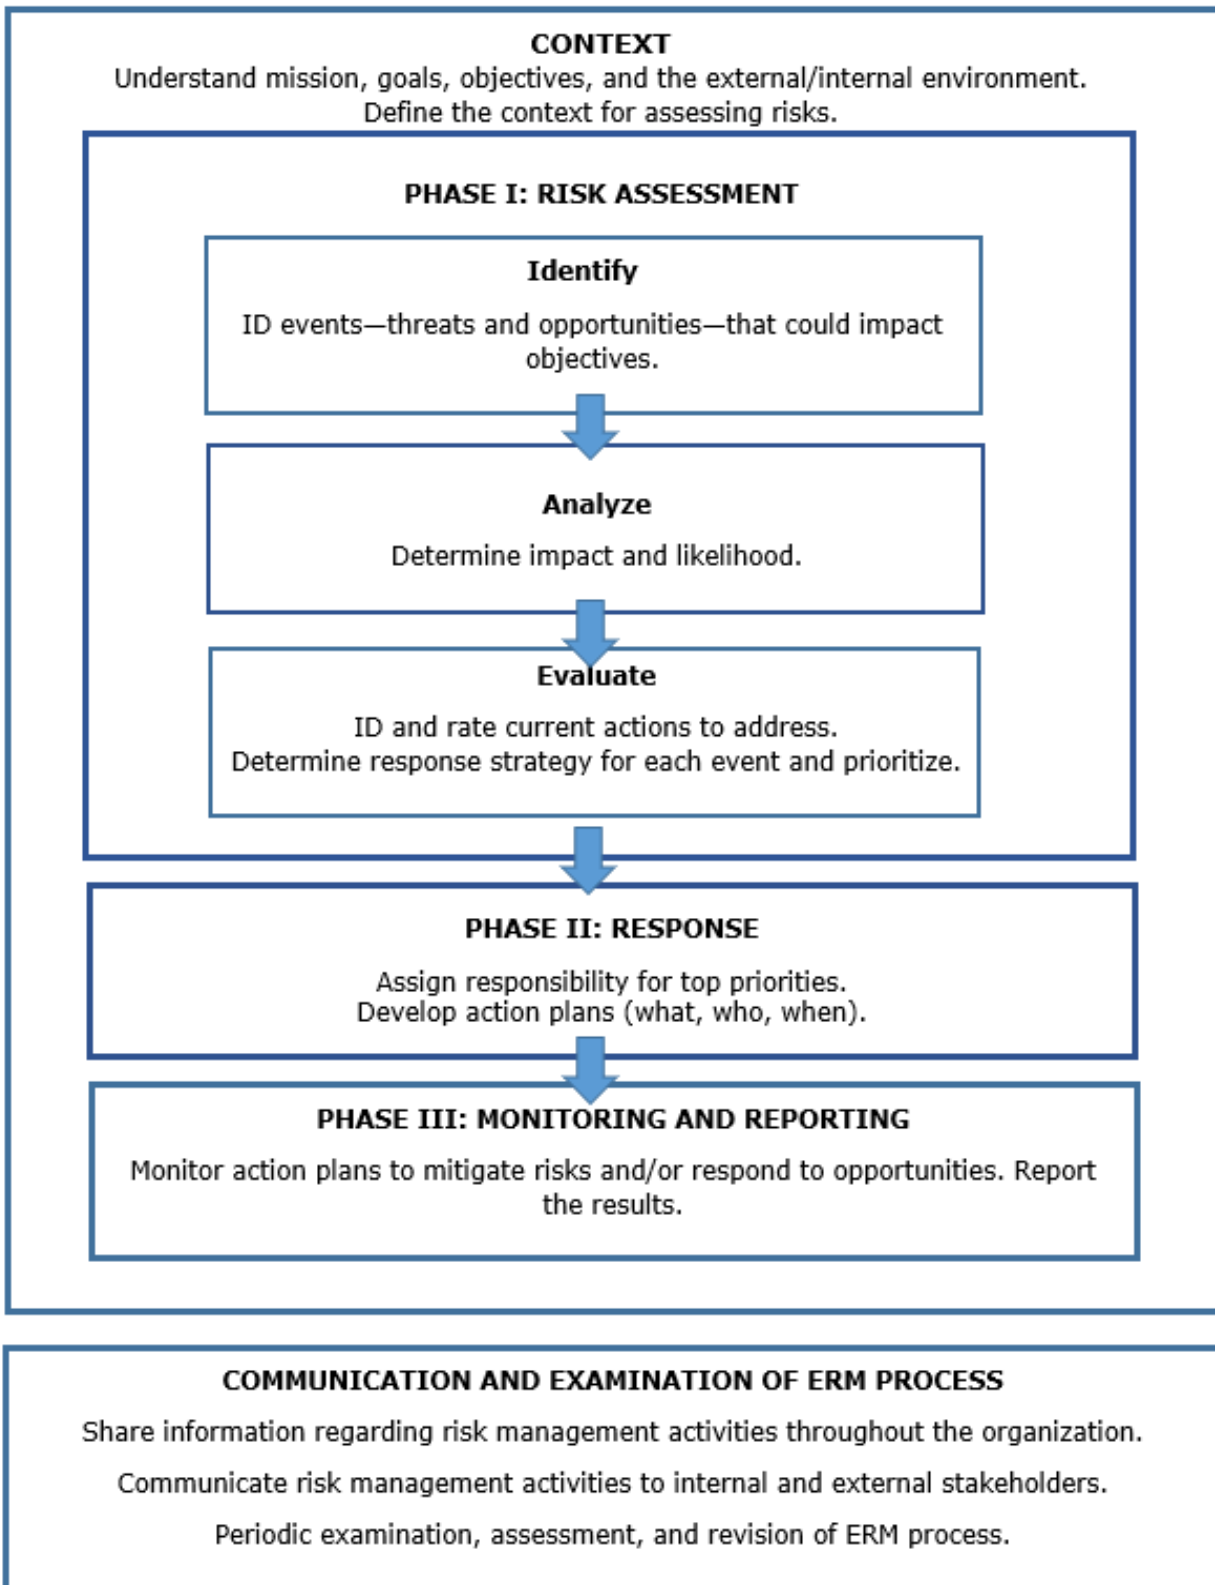 CONTEXT
Understand mission, goals, objectives, and the external/internal environment.
Define the context for assessing risks.
PHASE I: RISK ASSESSMENT
Identify
ID events—threats and opportunities—that could impact
objectives.
Analyze
Determine impact and likelihood.
Evaluate
ID and rate current actions to address.
Determine response strategy for each event and prioritize.
PHASE II: RESPONSE
Assign responsibility for top priorities.
Develop action plans (what, who, when).
PHASE III: MONITORING AND REPORTING
Monitor action plans to mitigate risks and/or respond to opportunities. Report
the results.
COMMUNICATION AND EXAMINATION OF ERM PROCESS
Share information regarding risk management activities throughout the organization.
Communicate risk management activities to internal and external stakeholders.
Periodic examination, assessment, and revision of ERM process.